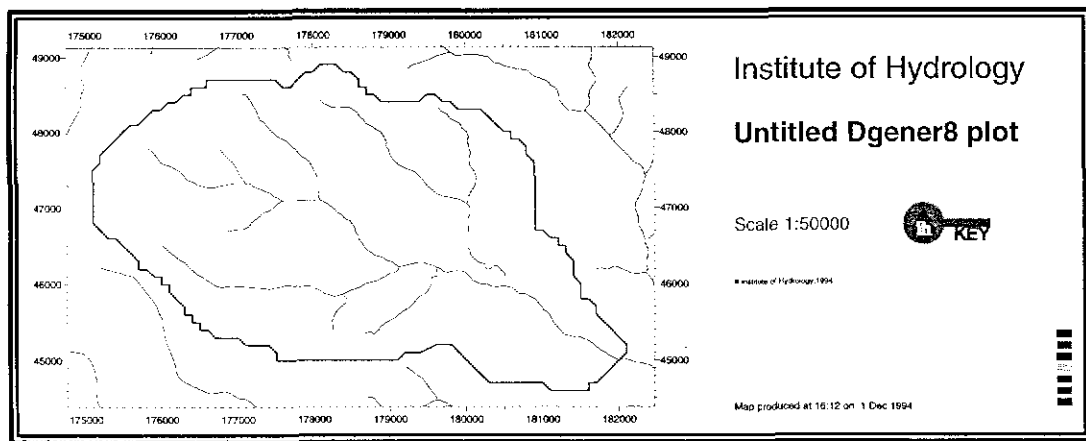 175000 176000 177000 178000 179000 180000 181000 182000
49000 49000
48000 48000
47000 47000
46000 46000
45000 45000
175000 176000 177000 178000 179000 180000 181000 182000
Institute of Hydrology
Untitled Dgener8 plot
Scale 1:50000
KEY
Institute of Hydrology, 1994
Map produced at 16:12 on 1 Dec 1994